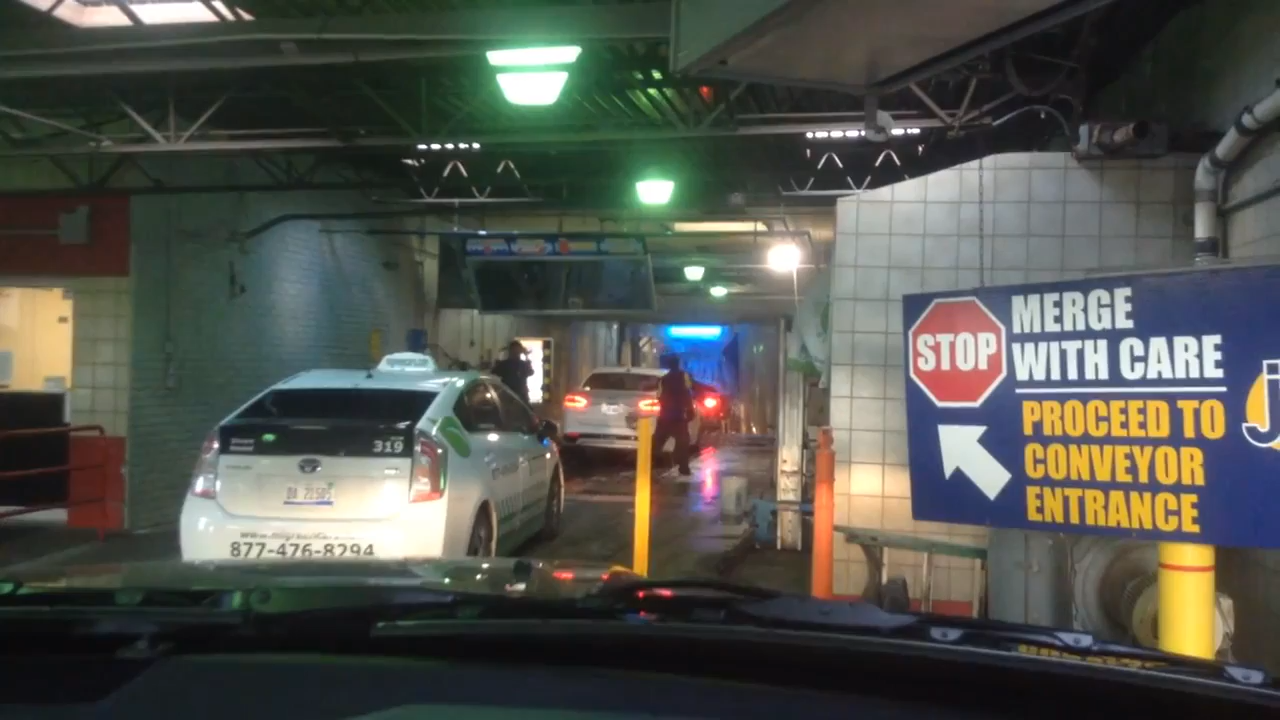 STOP
MERGE
WITH CARE
PROCEED TO
CONVEYOR
ENTRANCE
J
319
877-476-8294